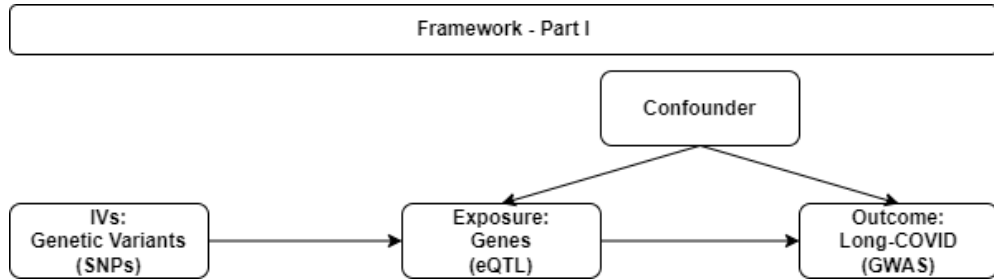 Framework - Part I
Confounder
IVs:
Genetic Variants
(SNPs)
Exposure:
Genes
(eQTL)
Outcome:
Long-COVID
(GWAS)